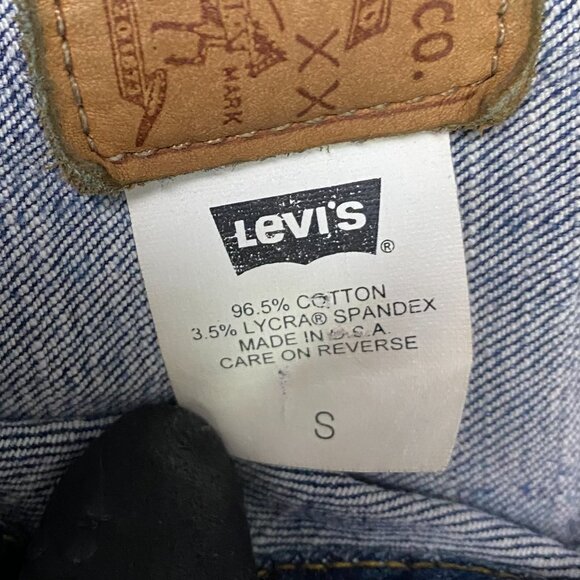 CO.
XX
MARK
LEVI'S ®
96.5% COTTON
3.5% LYCRA® SPANDEX
MADE IN U.S.A
CARE ON REVERSE
S